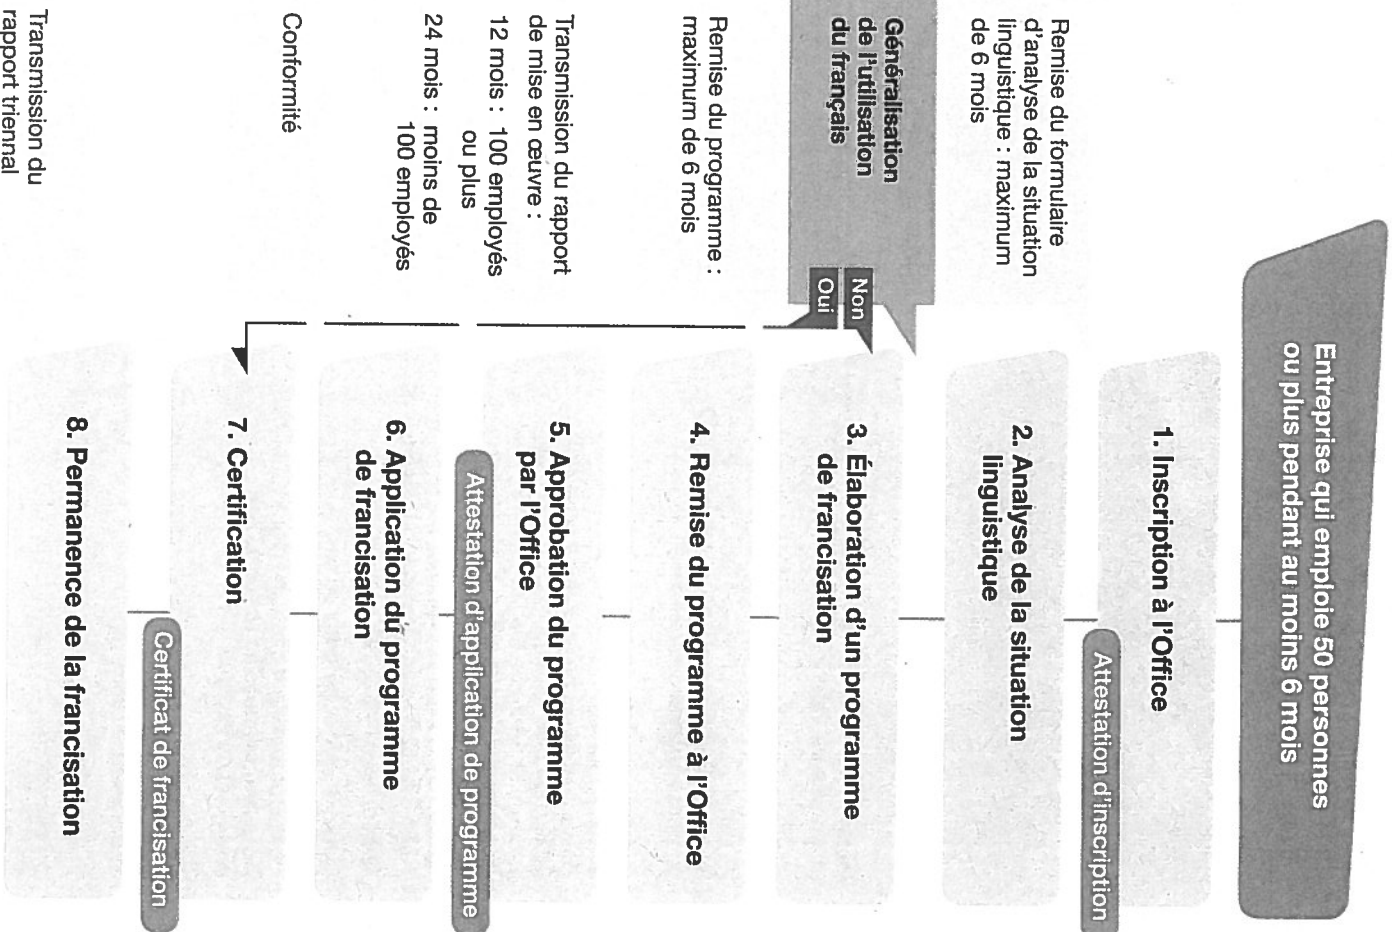 Entreprise qui emploie 50 personnes
ou plus pendant au moins 6 mois
1. Inscription à l'Office
Attestation d'inscription
Remise du formulaire
d'analyse de la situation
linguistique : maximum
de 6 mois
2. Analyse de la situation
linguistique
Généralisation
de l'utilisation
du français
Non
Oui
3. Élaboration d'un programme
de francisation
Remise du programme :
maximum de 6 mois
4. Remise du programme à l'Office
Transmission du rapport
de mise en œuvre :
12 mois : 100 employés
ou plus
24 mois : moins de
100 employés
5. Approbation du programme
par l'Office
Attestation d'application de programme
6. Application du programme
de francisation
Conformité
7. Certification
Certificat de francisation
Transmission du
rapport triennal
8. Permanence de la francisation